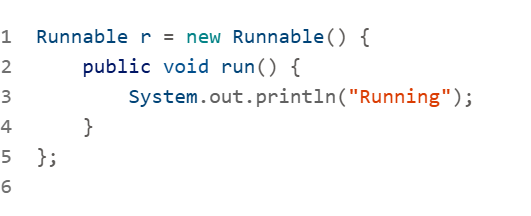 1 Runnable r = new Runnable() {
2     public void run() {
3         System.out.println("Running");
4     }
5 };
6